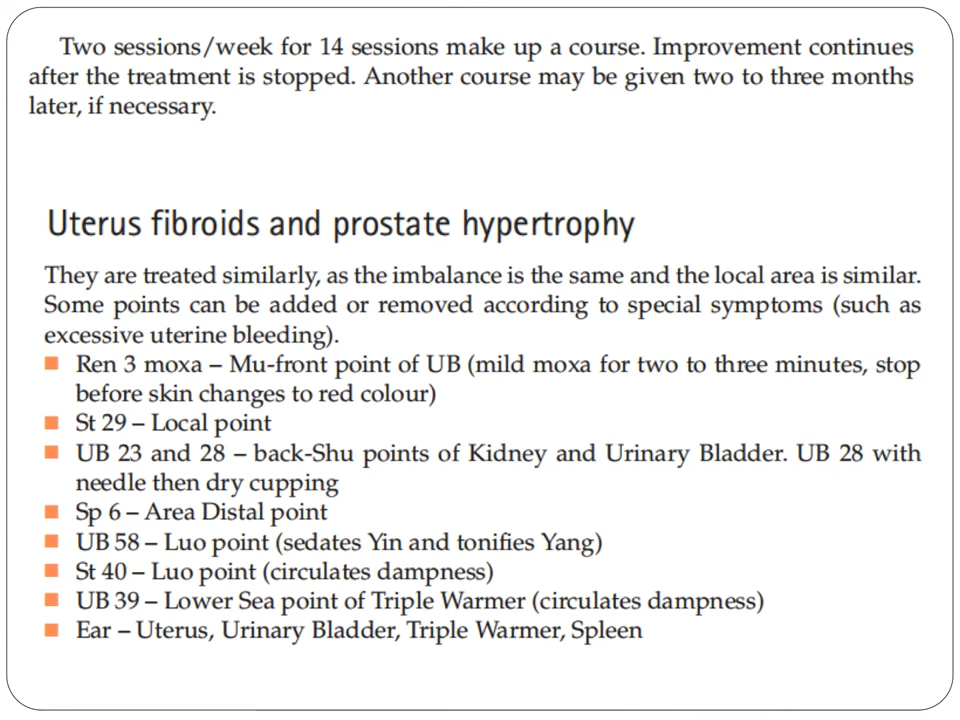 Two sessions/week for 14 sessions make up a course. Improvement continues
after the treatment is stopped. Another course may be given two to three months
later, if necessary.
Uterus fibroids and prostate hypertrophy
They are treated similarly, as the imbalance is the same and the local area is similar.
Some points can be added or removed according to special symptoms (such as
excessive uterine bleeding).
■ Ren 3 moxa – Mu-front point of UB (mild moxa for two to three minutes, stop
before skin changes to red colour)
■ St 29 – Local point
■ UB 23 and 28 – back-Shu points of Kidney and Urinary Bladder. UB 28 with
needle then dry cupping
■ Sp 6 – Area Distal point
■ UB 58 – Luo point (sedates Yin and tonifies Yang)
■ St 40 – Luo point (circulates dampness)
■ UB 39 – Lower Sea point of Triple Warmer (circulates dampness)
■ Ear – Uterus, Urinary Bladder, Triple Warmer, Spleen